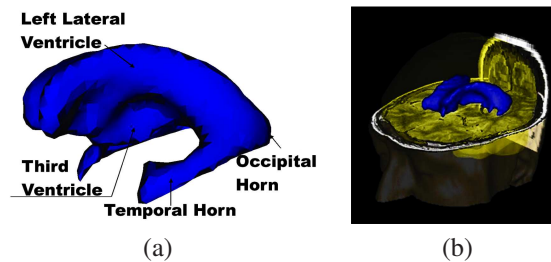 Left Lateral
Ventricle
Third
Ventricle
Occipital
Horn
Temporal Horn
(a)
(b)